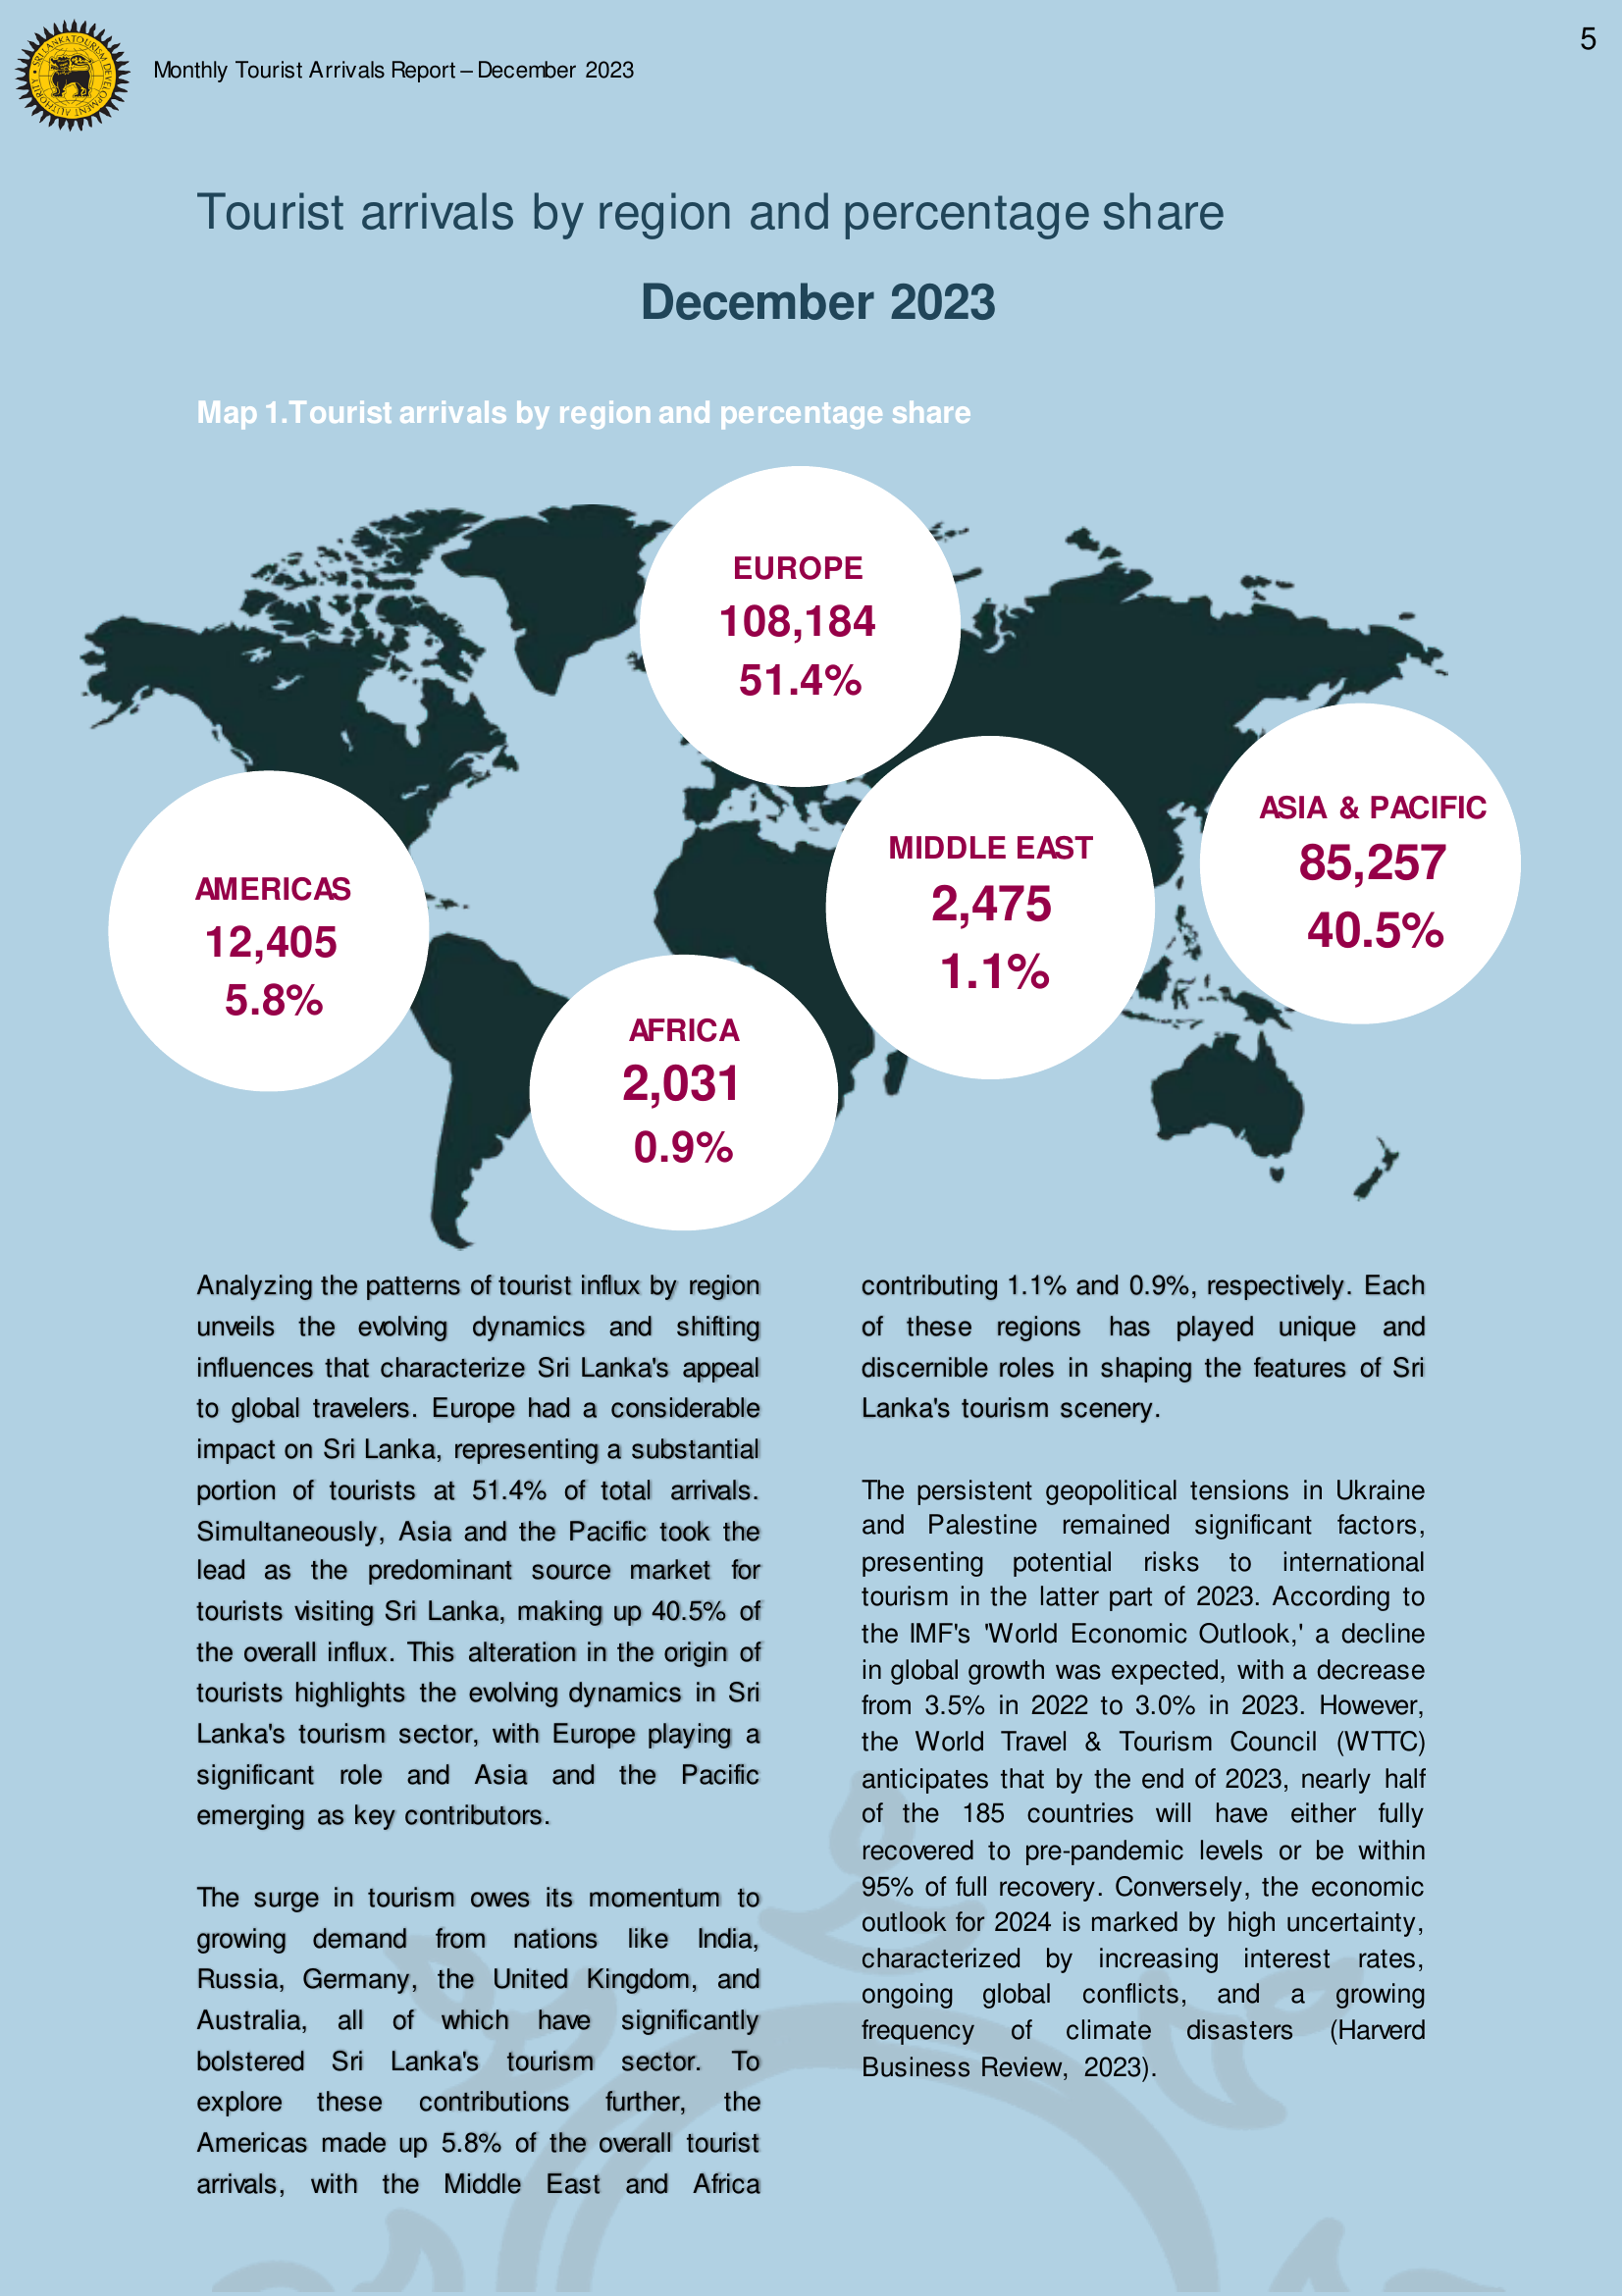 5
SRI LANKA TOURISM DEVELOPMENT AUTHORITY
Monthly Tourist Arrivals Report – December 2023
Tourist arrivals by region and percentage share
December 2023
Map 1.Tourist arrivals by region and percentage share
EUROPE
108,184
51.4%
ASIA & PACIFIC
85,257
40.5%
MIDDLE EAST
2,475
1.1%
AMERICAS
12,405
5.8%
AFRICA
2,031
0.9%
Analyzing the patterns of tourist influx by region
unveils the evolving dynamics and shifting
influences that characterize Sri Lanka's appeal
to global travelers. Europe had a considerable
impact on Sri Lanka, representing a substantial
portion of tourists at 51.4% of total arrivals.
Simultaneously, Asia and the Pacific took the
lead as the predominant source market for
tourists visiting Sri Lanka, making up 40.5% of
the overall influx. This alteration in the origin of
tourists highlights the evolving dynamics in Sri
Lanka's tourism sector, with Europe playing a
significant role and Asia and the Pacific
emerging as key contributors.
The surge in tourism owes its momentum to
growing demand from nations like India,
Russia, Germany, the United Kingdom, and
Australia, all of which have significantly
bolstered Sri Lanka's tourism sector. To
explore these contributions further, the
Americas made up 5.8% of the overall tourist
arrivals, with the Middle East and Africa
contributing 1.1% and 0.9%, respectively. Each
of these regions has played unique and
discernible roles in shaping the features of Sri
Lanka's tourism scenery.
The persistent geopolitical tensions in Ukraine
and Palestine remained significant factors,
presenting potential risks to international
tourism in the latter part of 2023. According to
the IMF's 'World Economic Outlook,' a decline
in global growth was expected, with a decrease
from 3.5% in 2022 to 3.0% in 2023. However,
the World Travel & Tourism Council (WTTC)
anticipates that by the end of 2023, nearly half
of the 185 countries will have either fully
recovered to pre-pandemic levels or be within
95% of full recovery. Conversely, the economic
outlook for 2024 is marked by high uncertainty,
characterized by increasing interest rates,
ongoing global conflicts, and a growing
frequency of climate disasters (Harverd
Business Review, 2023).